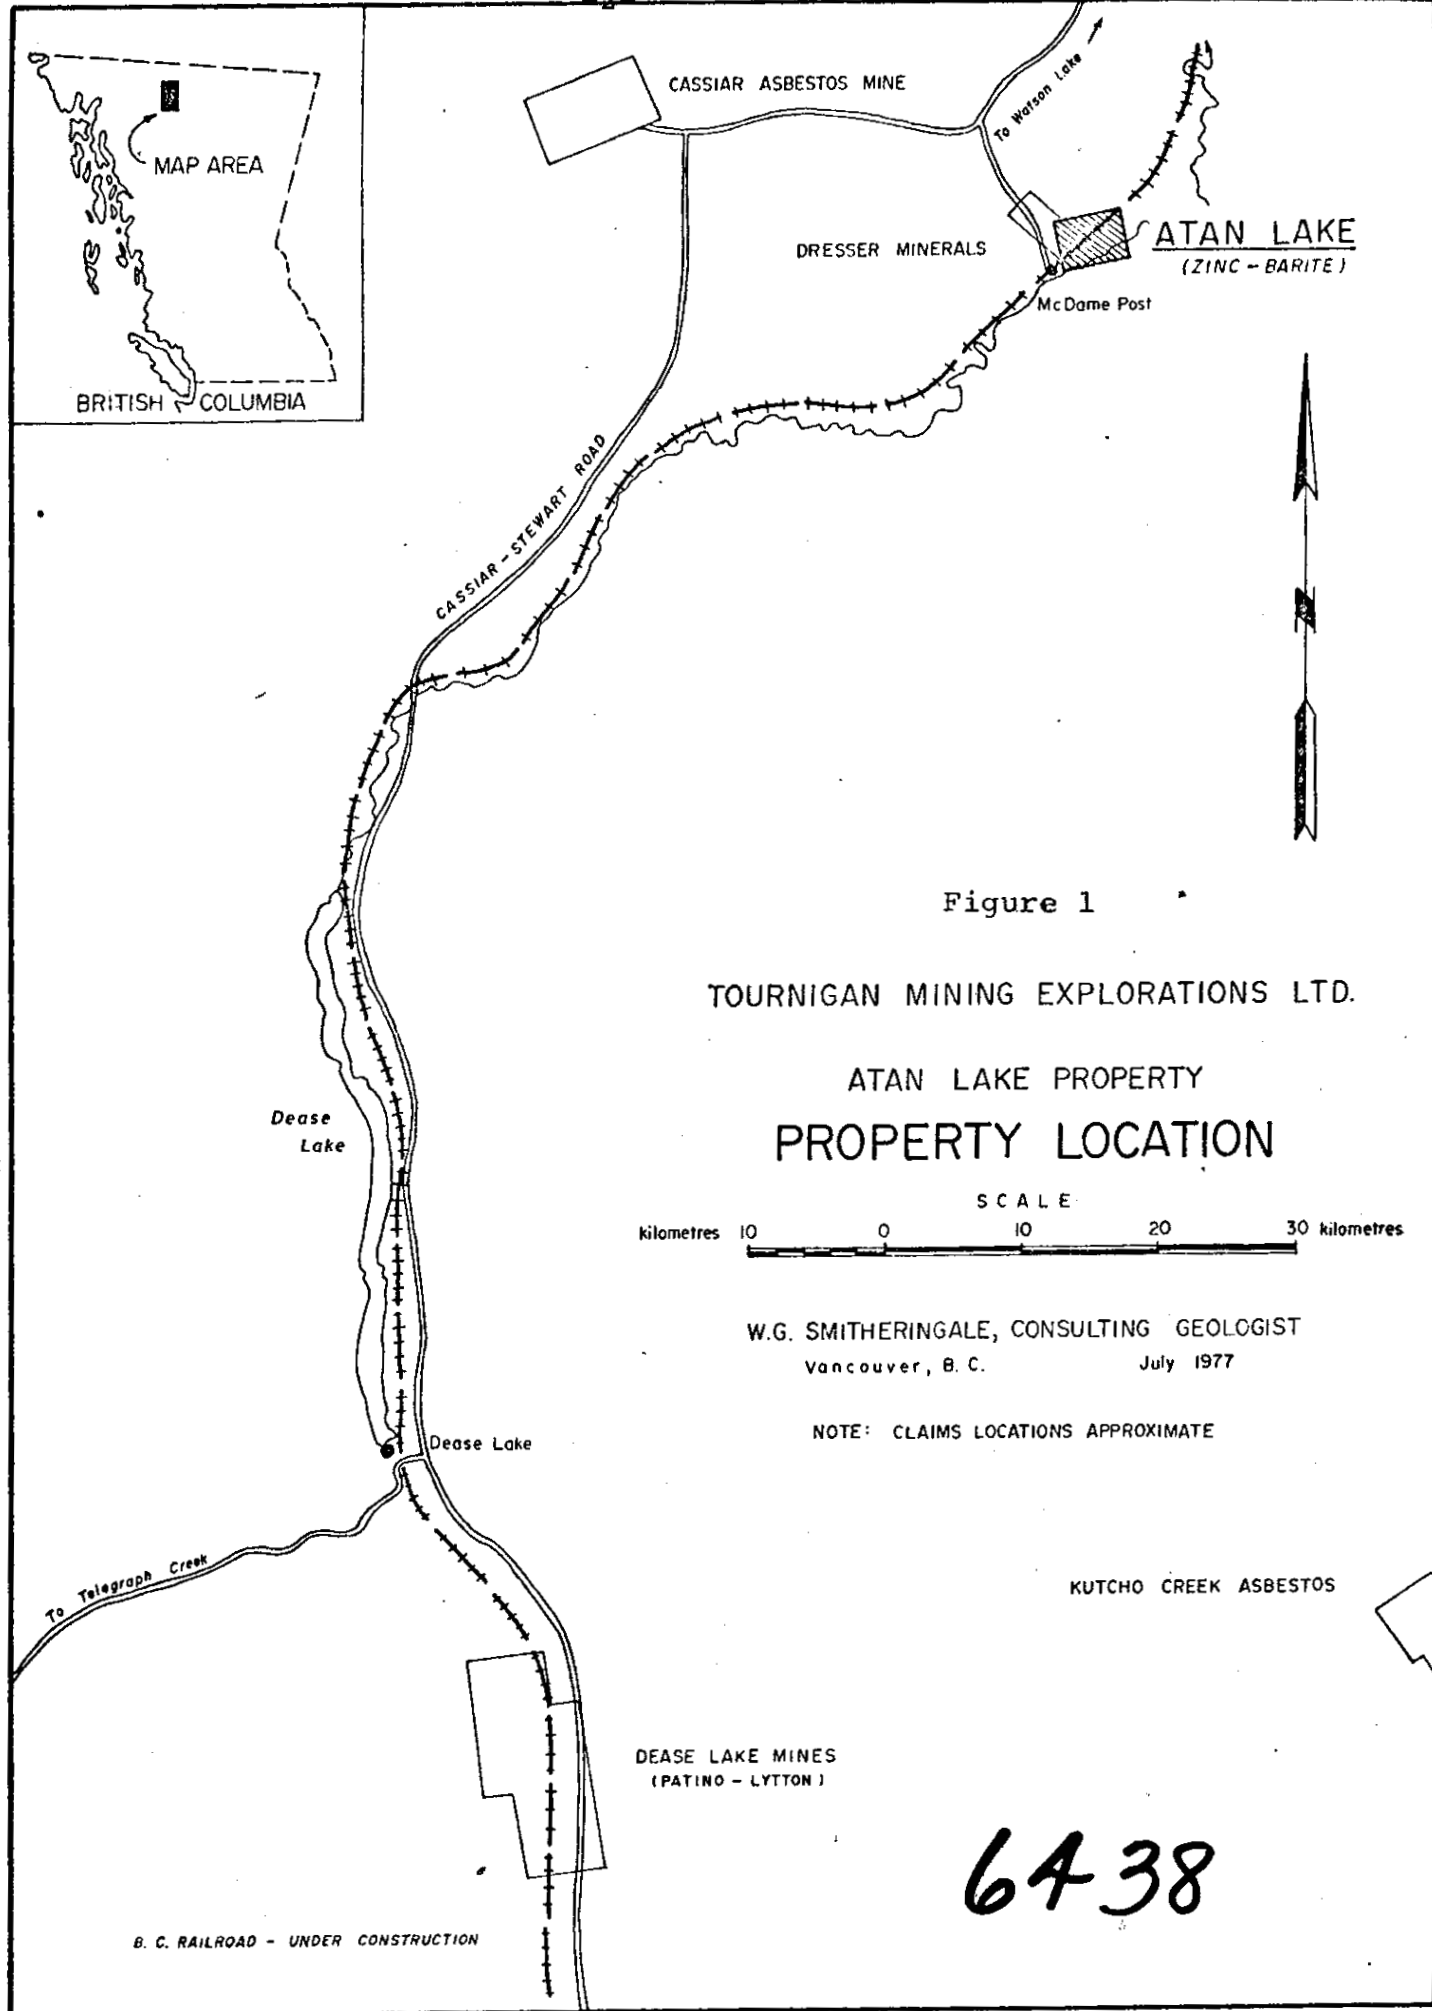 MAP AREA
BRITISH COLUMBIA
CASSIAR ASBESTOS MINE
To Watson Lake
DRESSER MINERALS
ATAN LAKE
(ZINC - BARITE)
McDame Post
CASSIAR - STEWART ROAD
N
Figure 1
TOURNIGAN MINING EXPLORATIONS LTD.
ATAN LAKE PROPERTY
PROPERTY LOCATION
SCALE
kilometres 10 0 10 20 30 kilometres
Dease
Lake
W.G. SMITHERINGALE, CONSULTING GEOLOGIST
Vancouver, B.C. July 1977
NOTE: CLAIMS LOCATIONS APPROXIMATE
Dease Lake
To Telegraph Creek
KUTCHO CREEK ASBESTOS
DEASE LAKE MINES
(PATINO - LYTTON)
6438
B. C. RAILROAD - UNDER CONSTRUCTION